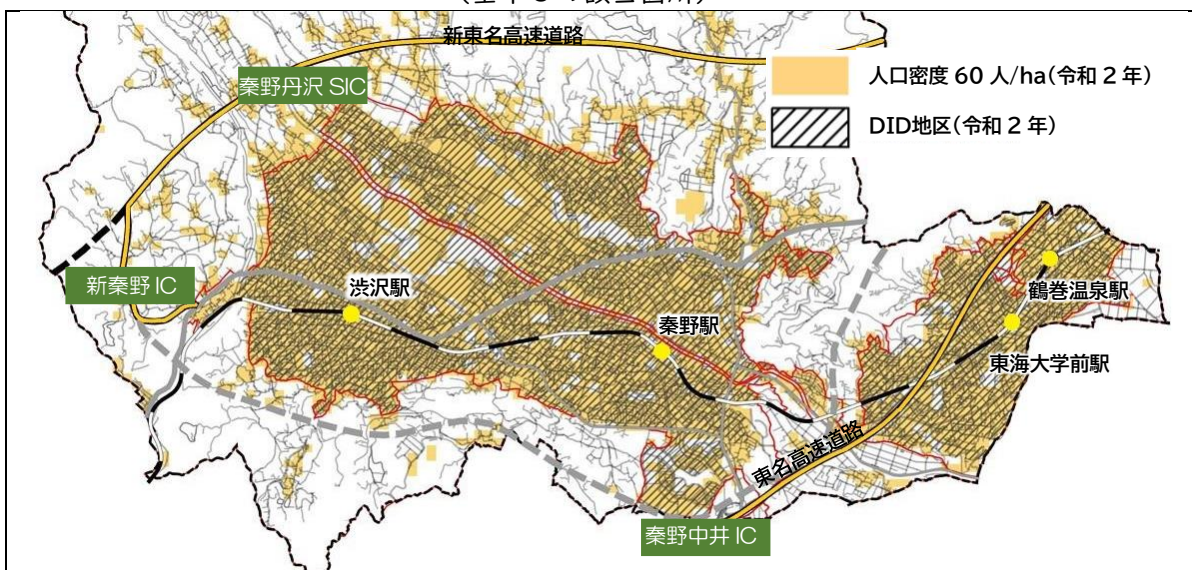 新東名高速道路
秦野丹沢 SIC
人口密度 60 人/ha(令和 2 年)
DID地区(令和 2 年)
新秦野 IC
渋沢駅
秦野駅
鶴巻温泉駅
東海大学前駅
東名高速道路
秦野中井 IC